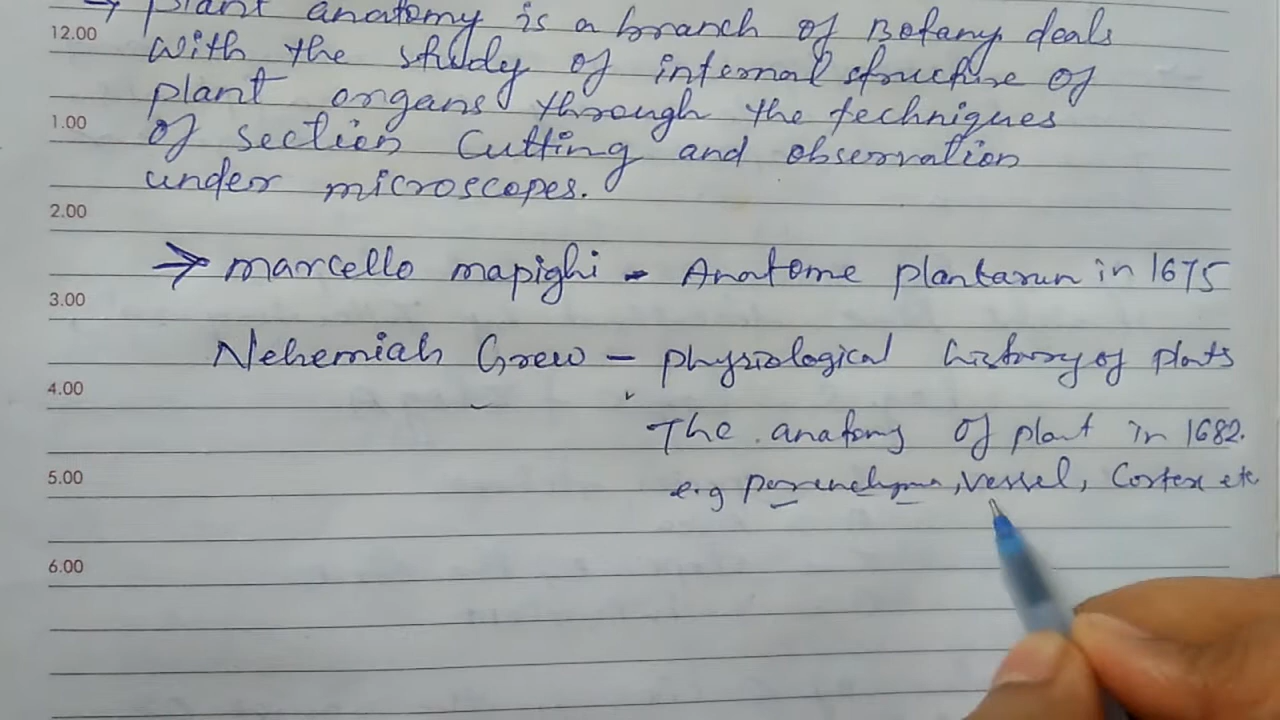 → plant anatomy is a branch of Botany deals
12.00
with the study of internal structure of
plant organs through the techniques
1.00
of section Cutting and observation
under microscopes.
2.00
→ marcello mapighi - Anatome plantarun in 1675
3.00
Nehemiah Grew - physiological history of plants
4.00
The anatomy of plant in 1682.
5.00
e.g parenchyma, vessel, Cortex etc
6.00